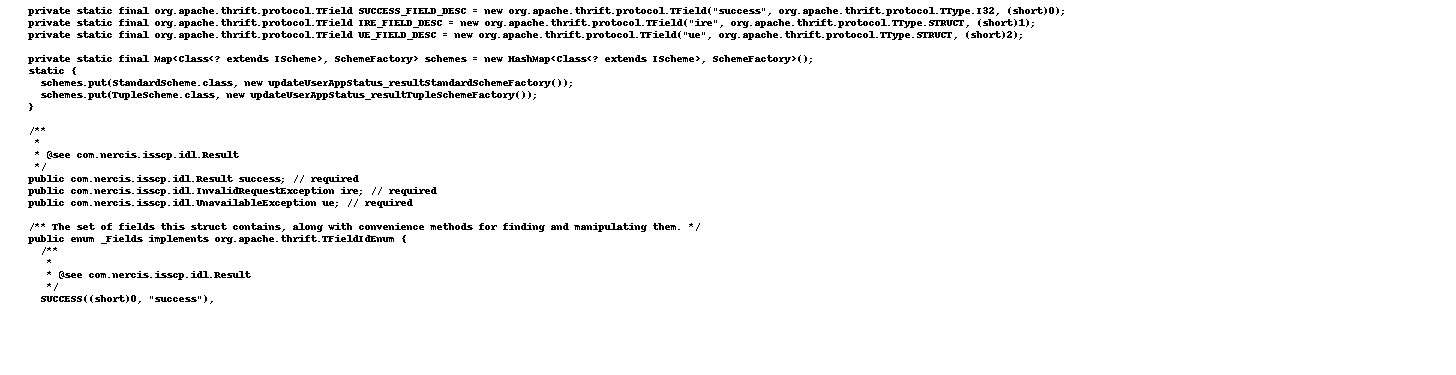 private static final org.apache.thrift.protocol.TField SUCCESS_FIELD_DESC = new org.apache.thrift.protocol.TField("success", org.apache.thrift.protocol.TType.I32, (short)0);
private static final org.apache.thrift.protocol.TField IRE_FIELD_DESC = new org.apache.thrift.protocol.TField("ire", org.apache.thrift.protocol.TType.STRUCT, (short)1);
private static final org.apache.thrift.protocol.TField UE_FIELD_DESC = new org.apache.thrift.protocol.TField("ue", org.apache.thrift.protocol.TType.STRUCT, (short)2);

private static final Map<Class<? extends IScheme>, SchemeFactory> schemes = new HashMap<Class<? extends IScheme>, SchemeFactory>();
static {
  schemes.put(StandardScheme.class, new updateUserAppStatus_resultStandardSchemeFactory());
  schemes.put(TupleScheme.class, new updateUserAppStatus_resultTupleSchemeFactory());
}

/**
 *
 * @see com.nercis.isscp.idl.Result
 */
public com.nercis.isscp.idl.Result success; // required
public com.nercis.isscp.idl.InvalidRequestException ire; // required
public com.nercis.isscp.idl.UnavailableException ue; // required

/** The set of fields this struct contains, along with convenience methods for finding and manipulating them. */
public enum _Fields implements org.apache.thrift.TFieldIdEnum {
  /**
   *
   * @see com.nercis.isscp.idl.Result
   */
  SUCCESS((short)0, "success"),